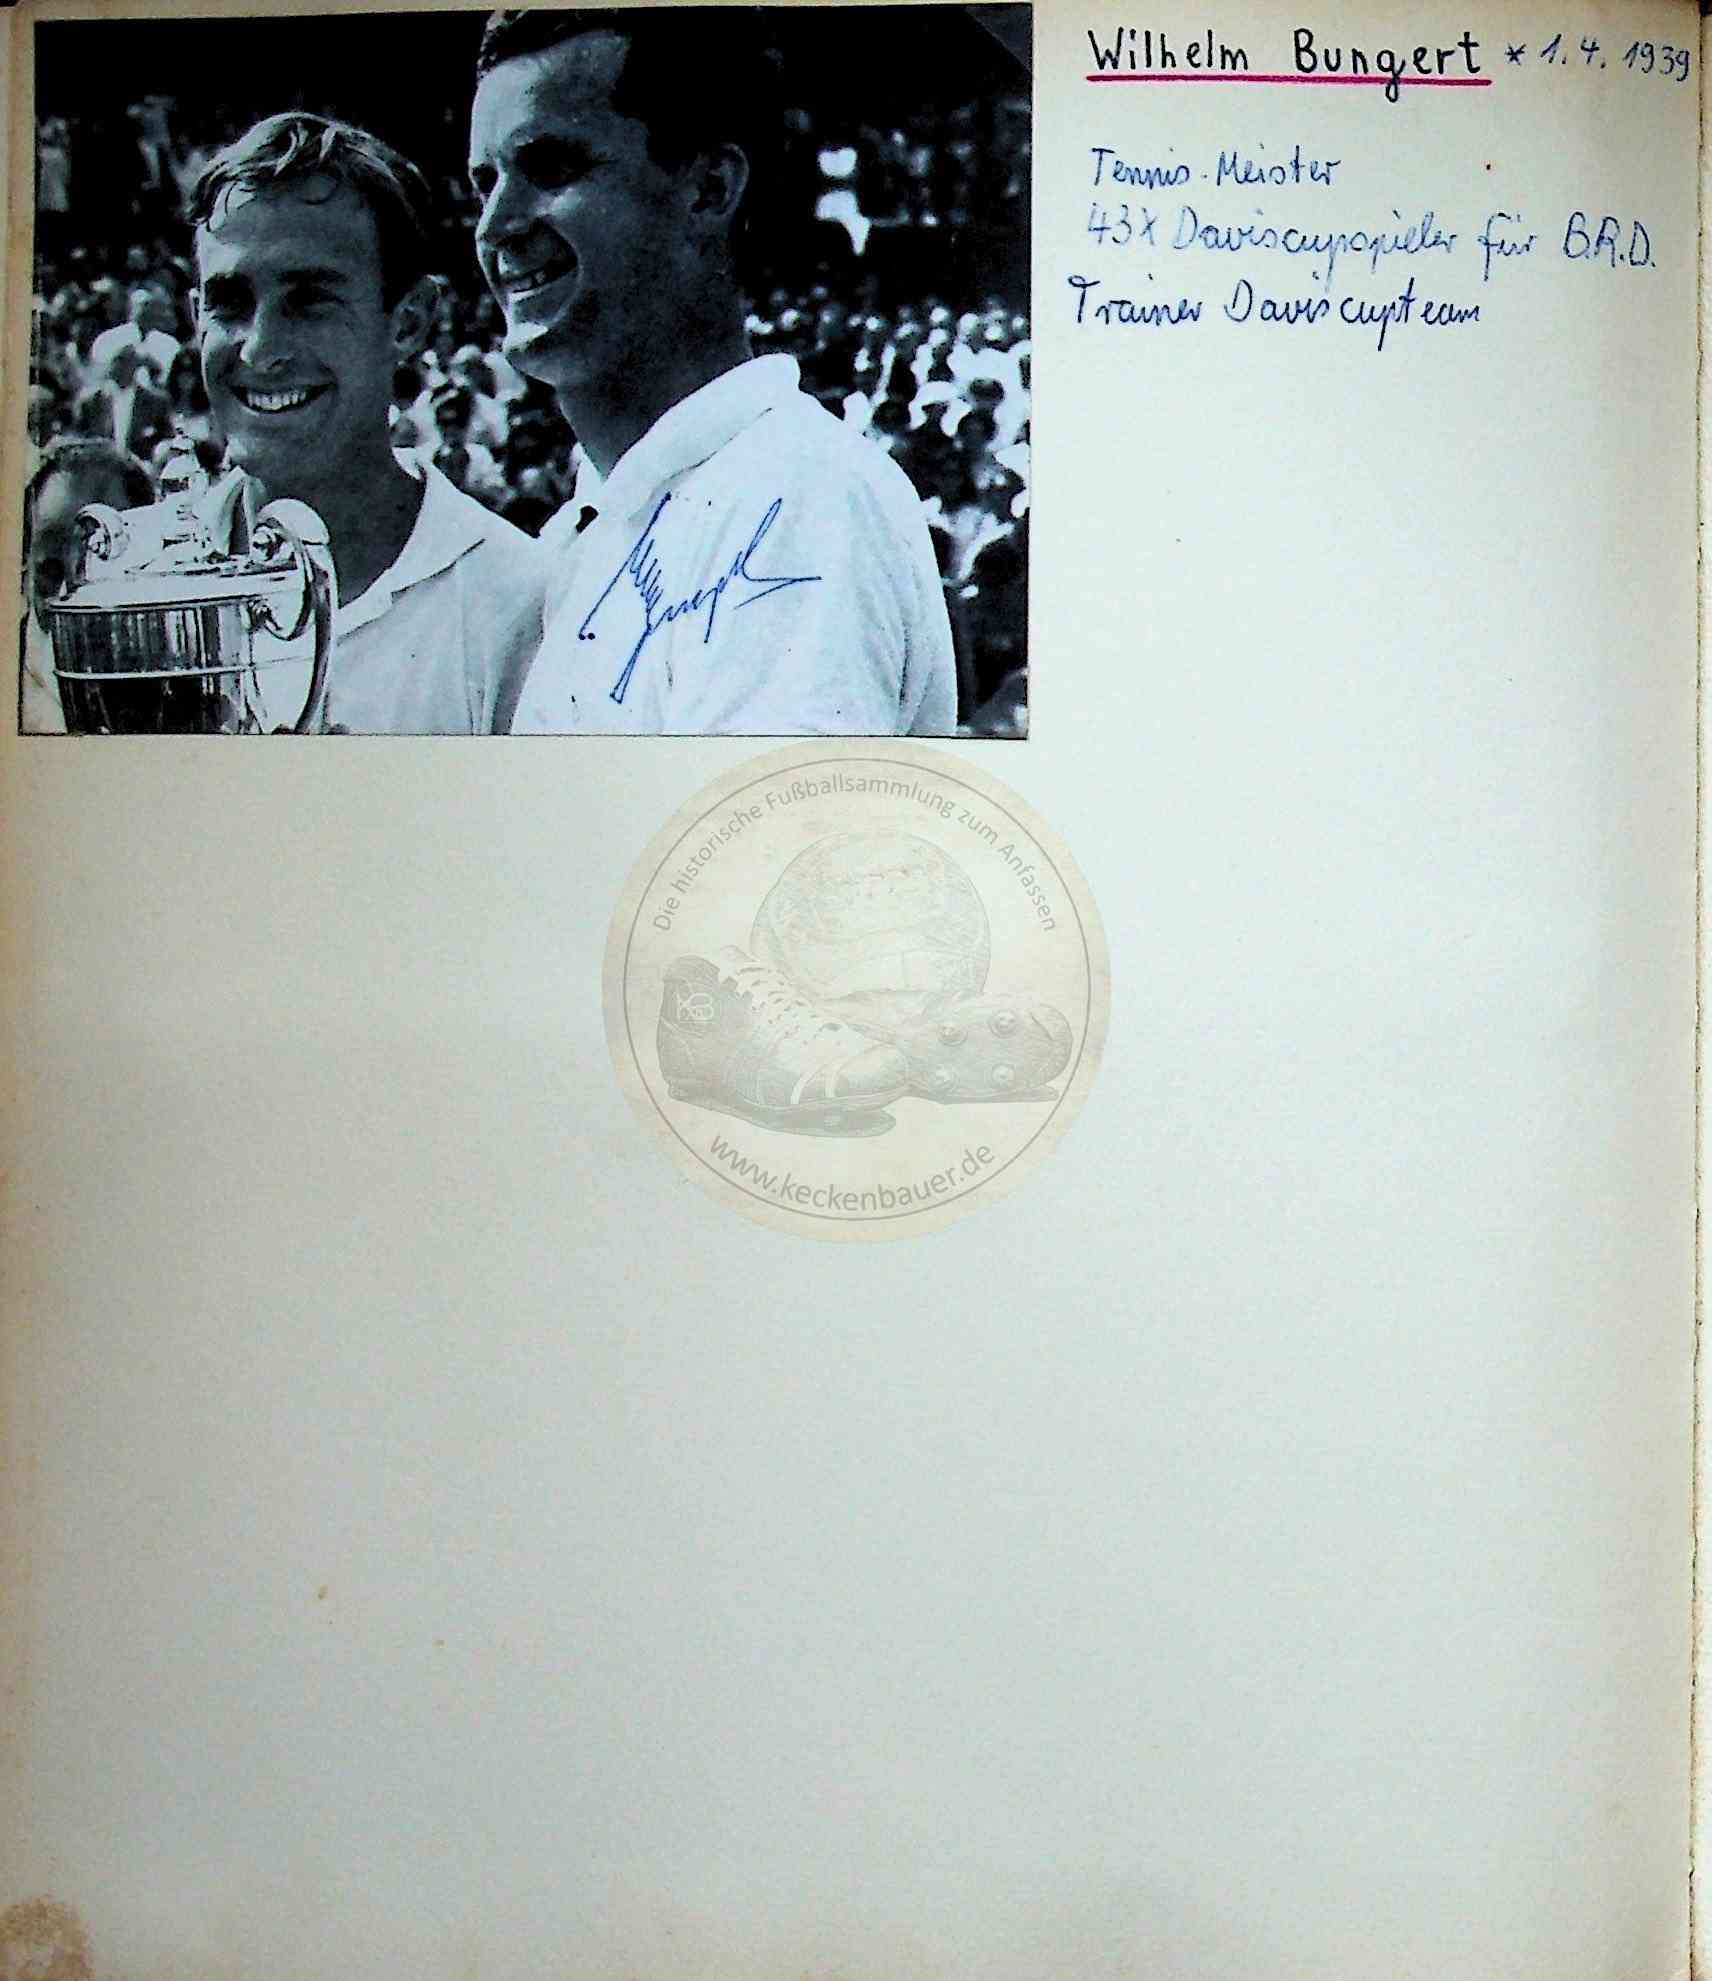 Wilhelm Bungert * 1.4.1939
Tennis-Meister
43x Daviscupspieler für B.R.D.
Trainer Daviscupteam
Die historische Fußballsammlung zum Anfassen
www.keckenbauer.de